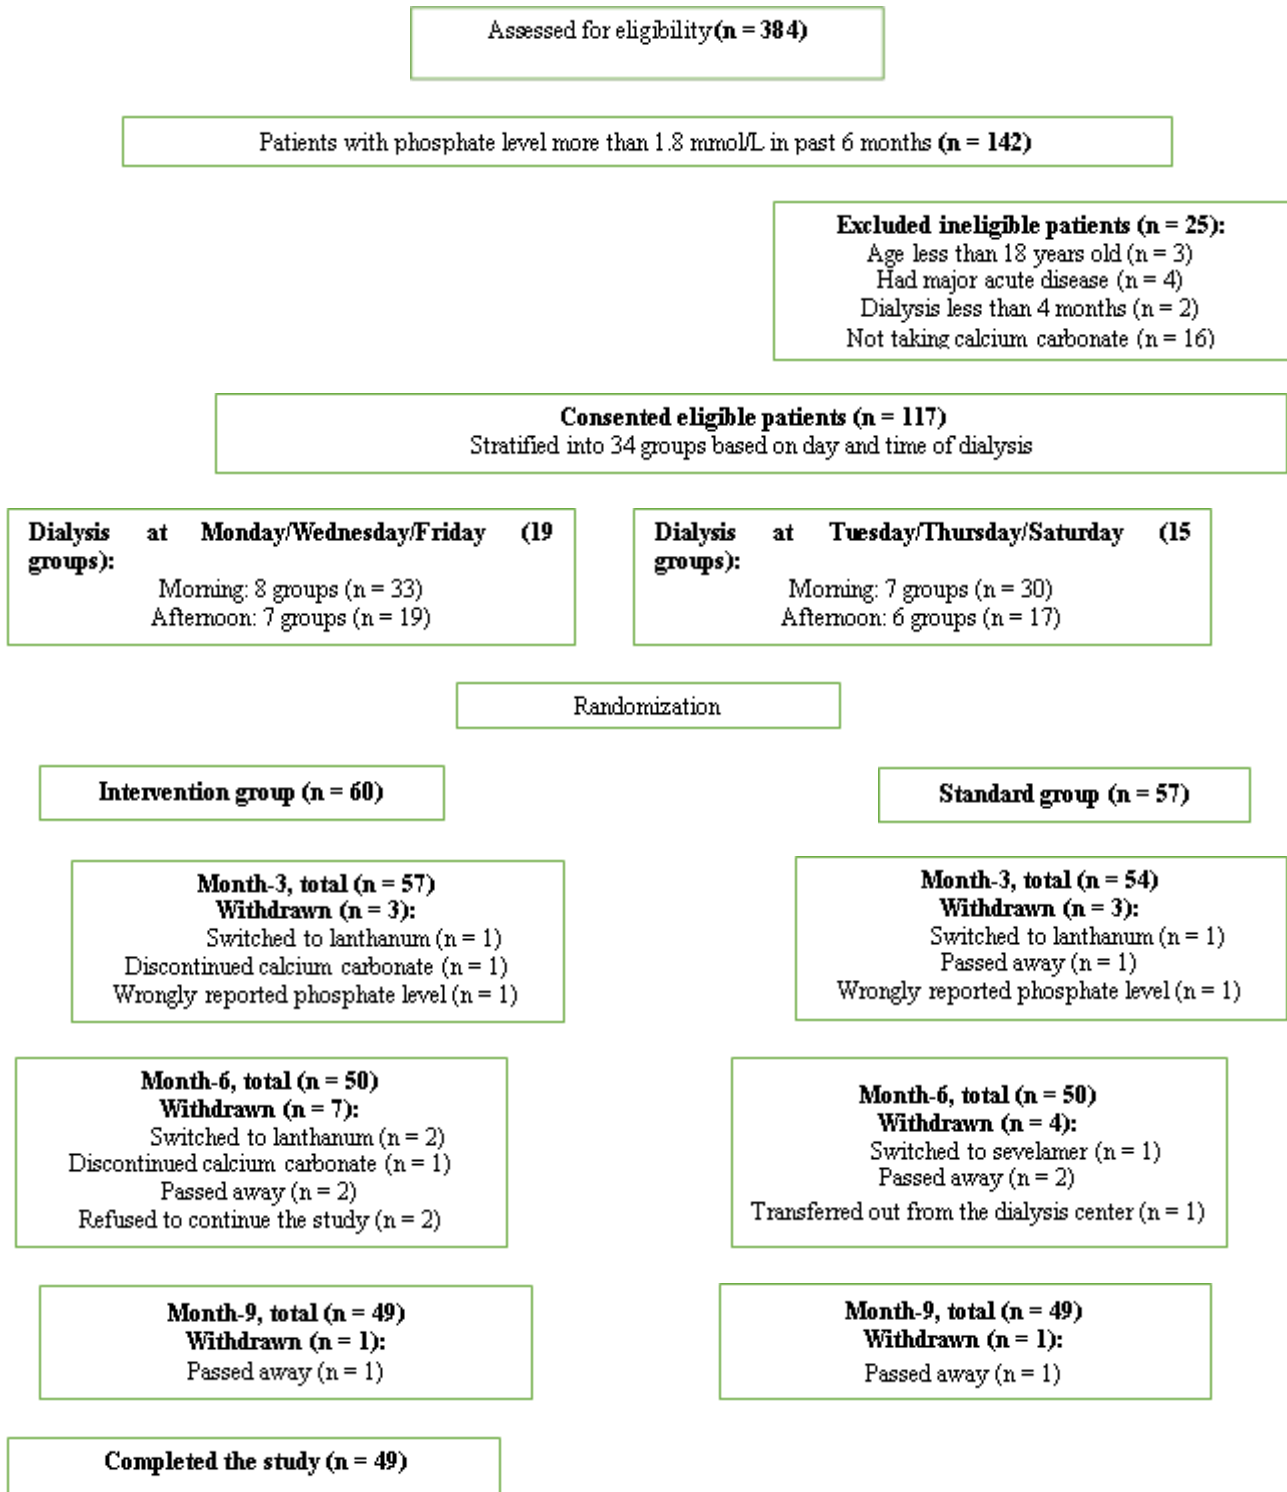 Assessed for eligibility (n = 384)
Patients with phosphate level more than 1.8 mmol/L in past 6 months (n = 142)
Excluded ineligible patients (n = 25):
Age less than 18 years old (n = 3)
Had major acute disease (n = 4)
Dialysis less than 4 months (n = 2)
Not taking calcium carbonate (n = 16)
Consented eligible patients (n = 117)
Stratified into 34 groups based on day and time of dialysis
Dialysis at Monday/Wednesday/Friday (19
groups):
Morning: 8 groups (n = 33)
Afternoon: 7 groups (n = 19)
Dialysis at Tuesday/Thursday/Saturday (15
groups):
Morning: 7 groups (n = 30)
Afternoon: 6 groups (n = 17)
Randomization
Intervention group (n = 60)
Standard group (n = 57)
Month-3, total (n = 57)
Withdrawn (n = 3):
Switched to lanthanum (n = 1)
Discontinued calcium carbonate (n = 1)
Wrongly reported phosphate level (n = 1)
Month-3, total (n = 54)
Withdrawn (n = 3):
Switched to lanthanum (n = 1)
Passed away (n = 1)
Wrongly reported phosphate level (n = 1)
Month-6, total (n = 50)
Withdrawn (n = 7):
Switched to lanthanum (n = 2)
Discontinued calcium carbonate (n = 1)
Passed away (n = 2)
Refused to continue the study (n = 2)
Month-6, total (n = 50)
Withdrawn (n = 4):
Switched to sevelamer (n = 1)
Passed away (n = 2)
Transferred out from the dialysis center (n = 1)
Month-9, total (n = 49)
Withdrawn (n = 1):
Passed away (n = 1)
Month-9, total (n = 49)
Withdrawn (n = 1):
Passed away (n = 1)
Completed the study (n = 49)